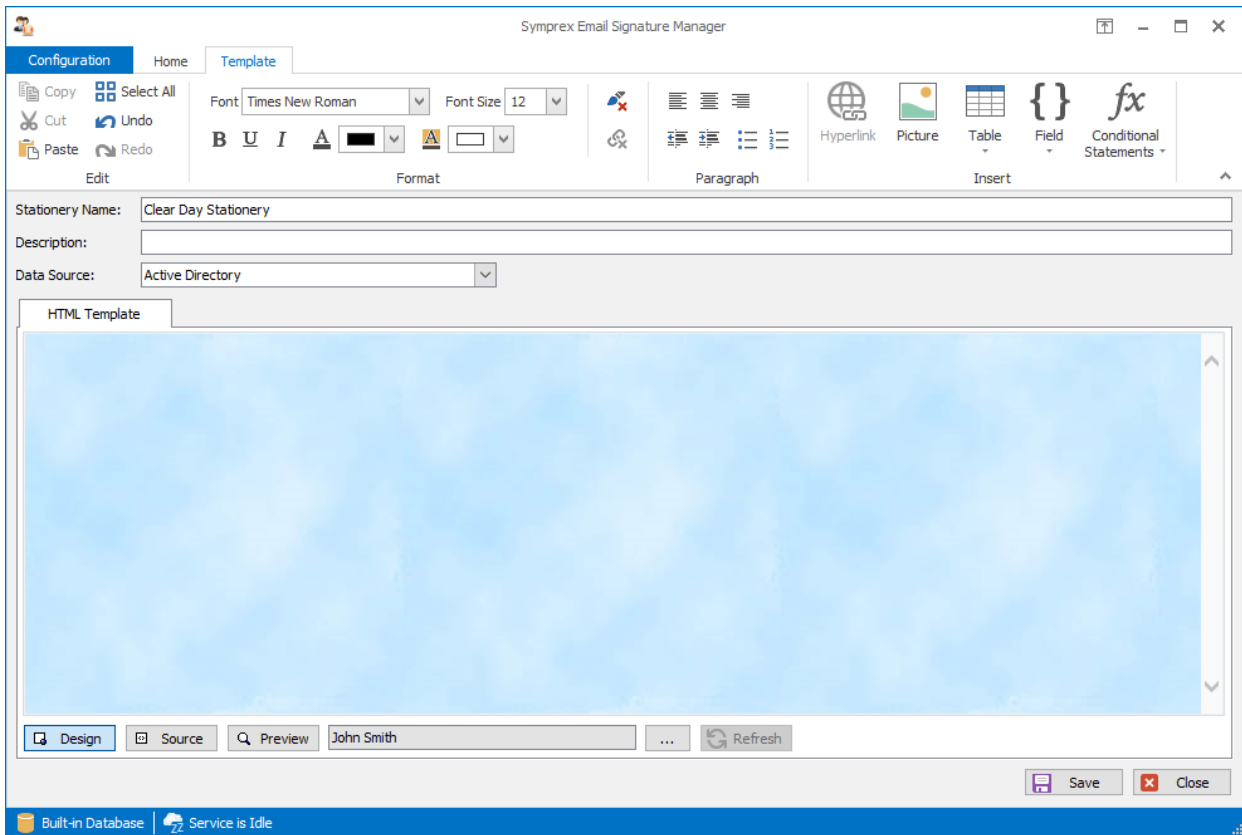 Symprex Email Signature Manager
Configuration Home Template
Copy Select All
Cut Undo
Paste Redo
Edit
Font Times New Roman Font Size 12
B U I A A
Format
Paragraph
Hyperlink Picture Table Field Conditional Statements
Insert
Stationery Name: Clear Day Stationery
Description:
Data Source: Active Directory
HTML Template
Design Source Preview John Smith ... Refresh
Save Close
Built-in Database Service is Idle